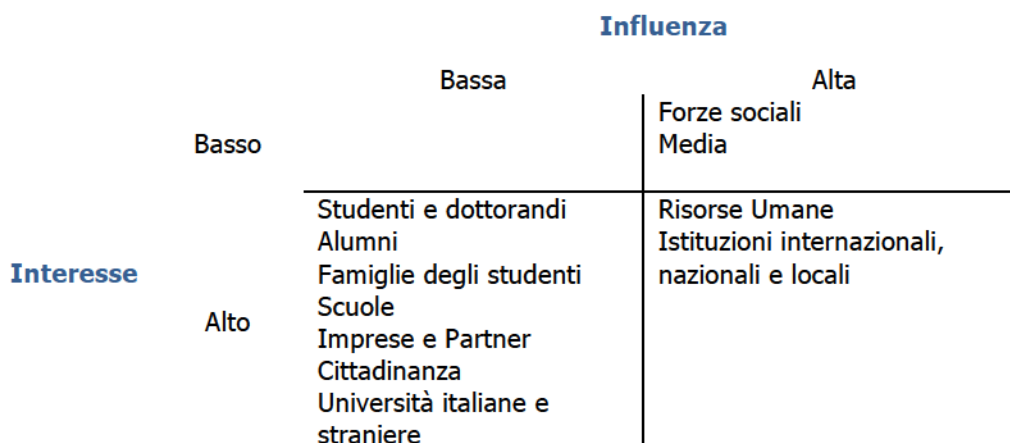 Influenza
Bassa
Alta
Basso
Forze sociali
Media
Interesse
Alto
Studenti e dottorandi
Alumni
Famiglie degli studenti
Scuole
Imprese e Partner
Cittadinanza
Università italiane e
straniere
Risorse Umane
Istituzioni internazionali,
nazionali e locali